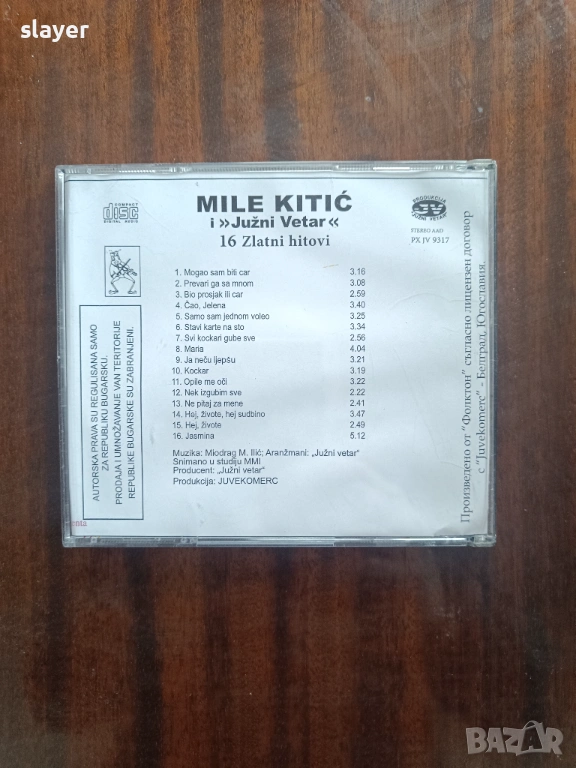 slayer
COMPACT
disc
DIGITAL AUDIO
MILE KITIĆ
i »Južni Vetar«
16 Zlatni hitovi
PRODUKCIJA
JUŽNI VETAR
STEREO AAD
PX JV 9317
1. Mogao sam biti car 3.16
2. Prevari ga sa mnom 3.08
3. Bio prosjak ili car 2.59
4. Čao, Jelena 3.40
5. Samo sam jednom voleo 3.25
6. Stavi karte na sto 3.34
7. Svi kockari gube sve 2.56
8. Maria 4.04
9. Ja neču ljepšu 3.21
10. Kockar 3.19
11. Opile me oči 3.22
12. Nek izgubim sve 2.22
13. Ne pitaj za mene 2.41
14. Hej, živote, hej sudbino 3.47
15. Hej, živote 2.49
16. Jasmina 5.12
Muzika: Miodrag M. Ilić; Aranžmani: „Južni vetar"
Snimano u studiju MMI
Producent: „Južni vetar"
Produkcija: JUVEKOMERC
AUTORSKA PRAVA SU REGULISANA SAMO
ZA REPUBLIKU BUGARSKU.
PRODAJA I UMNOŽAVANJE VAN TERITORIJE
REPUBLIKE BUGARSKE SU ZABRANJENI.
Произведено от "Фолктон" съгласно лицензен договор
с "Juvekomerc" - Белград, Югославия.
BAZAR